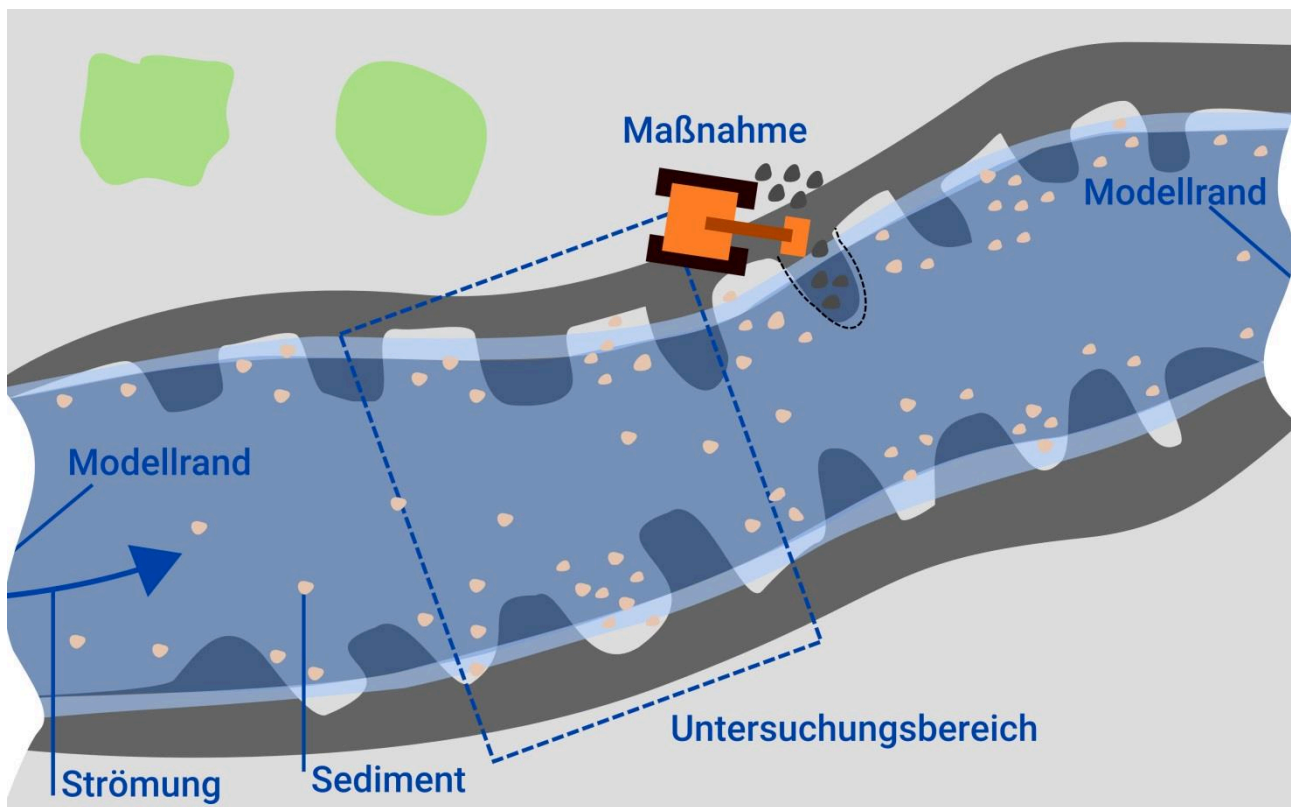 Maßnahme
Modellrand
Modellrand
Untersuchungsbereich
Strömung
Sediment